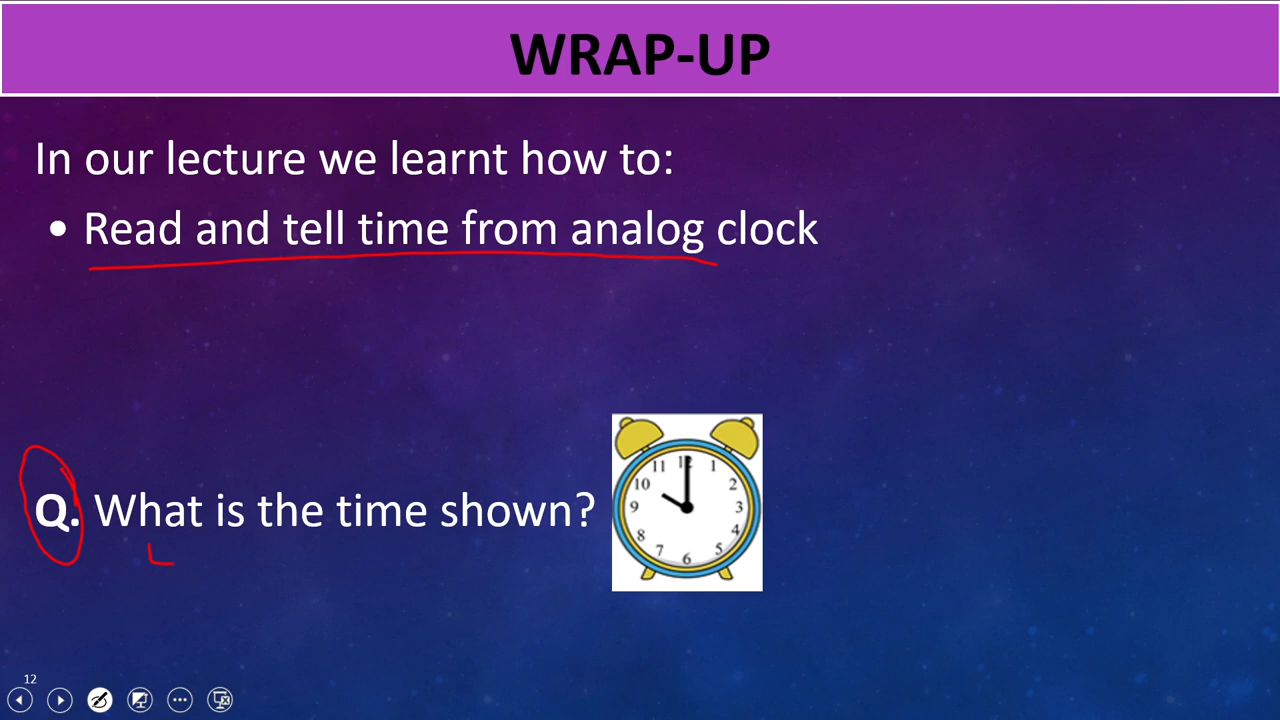 WRAP-UP
In our lecture we learnt how to:
• Read and tell time from analog clock
Q. What is the time shown?
11 12 1
10 2
9 3
8 4
7 6 5
12